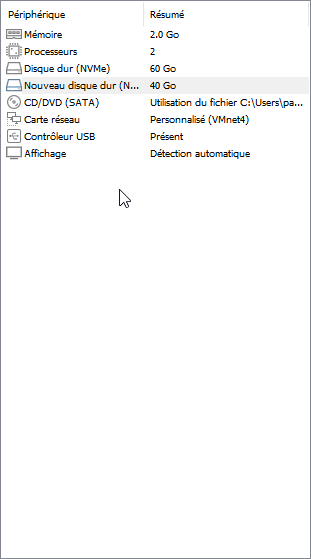 Périphérique Résumé
Mémoire 2.0 Go
Processeurs 2
Disque dur (NVMe) 60 Go
Nouveau disque dur (N... 40 Go
CD/DVD (SATA) Utilisation du fichier C:\Users\pa...
Carte réseau Personnalisé (VMnet4)
Contrôleur USB Présent
Affichage Détection automatique